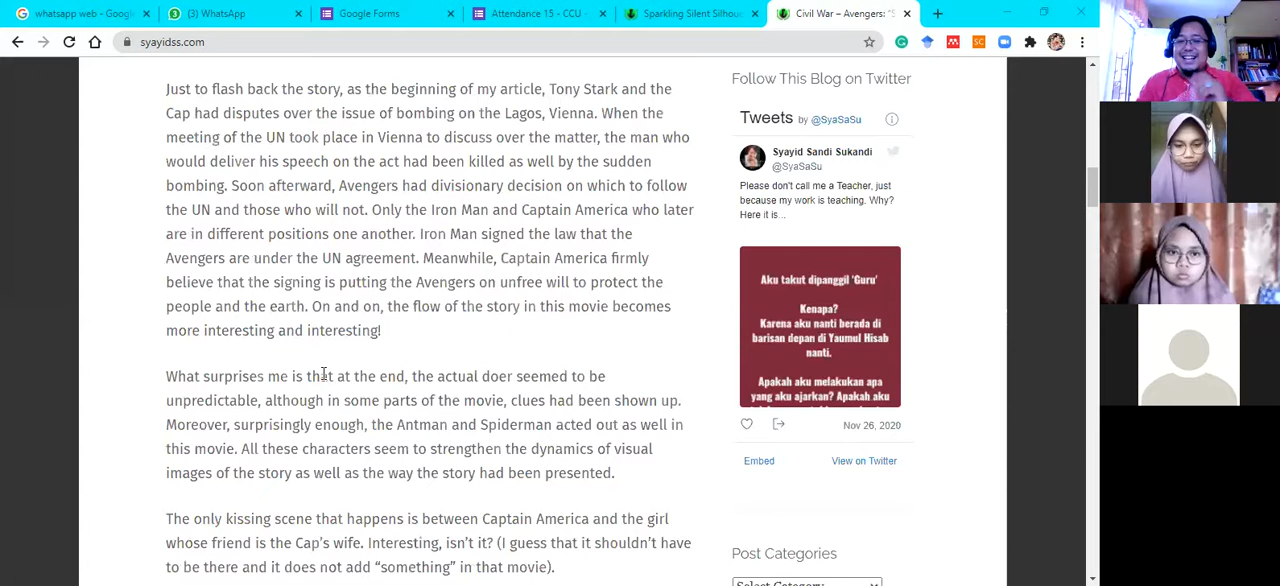 whatsapp web - Goog
(3) WhatsApp
Google Forms
Attendance 15 - CCU -
Sparkling Silent Silhou
Civil War – Avengers: "S
syayidss.com
Just to flash back the story, as the beginning of my article, Tony Stark and the
Cap had disputes over the issue of bombing on the Lagos, Vienna. When the
meeting of the UN took place in Vienna to discuss over the matter, the man who
would deliver his speech on the act had been killed as well by the sudden
bombing. Soon afterward, Avengers had divisionary decision on which to follow
the UN and those who will not. Only the Iron Man and Captain America who later
are in different positions one another. Iron Man signed the law that the
Avengers are under the UN agreement. Meanwhile, Captain America firmly
believe that the signing is putting the Avengers on unfree will to protect the
people and the earth. On and on, the flow of the story in this movie becomes
more interesting and interesting!
What surprises me is that at the end, the actual doer seemed to be
unpredictable, although in some parts of the movie, clues had been shown up.
Moreover, surprisingly enough, the Antman and Spiderman acted out as well in
this movie. All these characters seem to strengthen the dynamics of visual
images of the story as well as the way the story had been presented.
The only kissing scene that happens is between Captain America and the girl
whose friend is the Cap's wife. Interesting, isn't it? (I guess that it shouldn't have
to be there and it does not add "something" in that movie).
Follow This Blog on Twitter
Tweets by @SyaSaSu
Syayid Sandi Sukandi
@SyaSaSu
Please don't call me a Teacher, just
because my work is teaching. Why?
Here it is...
Aku takut dipanggil 'Guru'
Kenapa?
Karena aku nanti berada di
barisan depan di Yaumul Hisab
nanti.
Apakah aku melakukan apa
yang aku ajarkan? Apakah aku
Nov 26, 2020
Embed
View on Twitter
Post Categories
Select Category